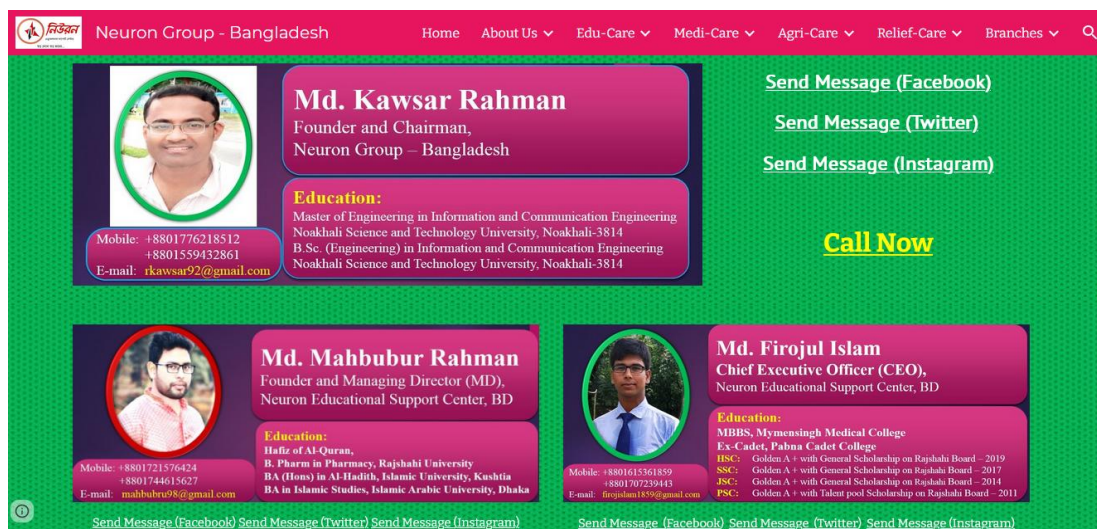 নিউরন
Neuron Group - Bangladesh
Home About Us Edu-Care Medi-Care Agri-Care Relief-Care Branches
Md. Kawsar Rahman
Founder and Chairman,
Neuron Group – Bangladesh
Education:
Master of Engineering in Information and Communication Engineering
Noakhali Science and Technology University, Noakhali-3814
B.Sc. (Engineering) in Information and Communication Engineering
Noakhali Science and Technology University, Noakhali-3814
Mobile: +8801776218512
+8801559432861
E-mail: rkawsar92@gmail.com
Send Message (Facebook)
Send Message (Twitter)
Send Message (Instagram)
Call Now
Md. Mahbubur Rahman
Founder and Managing Director (MD),
Neuron Educational Support Center, BD
Education:
Hafiz of Al-Quran,
B. Pharm in Pharmacy, Rajshahi University
BA (Hons) in Al-Hadith, Islamic University, Kushtia
BA in Islamic Studies, Islamic Arabic University, Dhaka
Mobile: +8801721576424
+8801744615627
E-mail: mahbubru98@gmail.com
Send Message (Facebook) Send Message (Twitter) Send Message (Instagram)
Md. Firojul Islam
Chief Executive Officer (CEO),
Neuron Educational Support Center, BD
Education:
MBBS, Mymensingh Medical College
Ex-Cadet, Pabna Cadet College
HSC: Golden A + with General Scholarship on Rajshahi Board – 2019
SSC: Golden A + with General Scholarship on Rajshahi Board – 2017
JSC: Golden A + with General Scholarship on Rajshahi Board – 2014
PSC: Golden A + with Talent pool Scholarship on Rajshahi Board – 2011
Mobile: +8801615361859
+8801707239443
E-mail: firojislam1859@gmail.com
Send Message (Facebook) Send Message (Twitter) Send Message (Instagram)